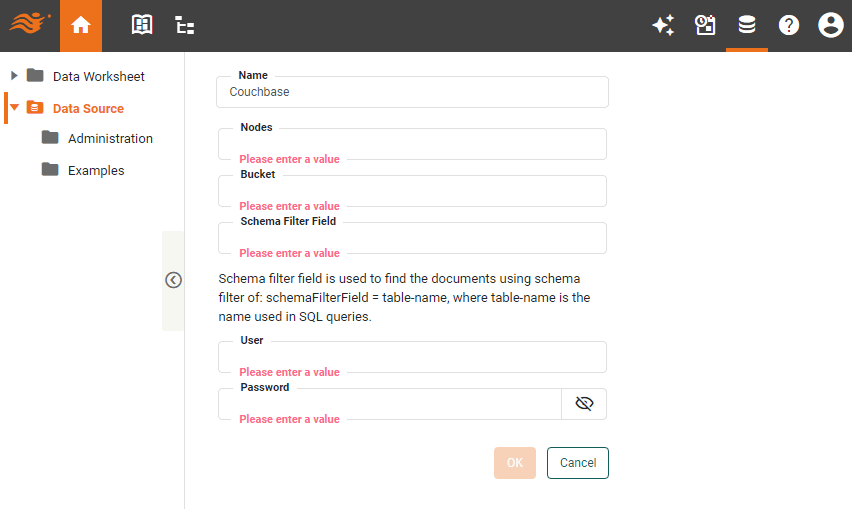 Data Worksheet
Data Source
Administration
Examples
Name
Couchbase
Nodes
Please enter a value
Bucket
Please enter a value
Schema Filter Field
Please enter a value
Schema filter field is used to find the documents using schema
filter of: schemaFilterField = table-name, where table-name is the
name used in SQL queries.
User
Please enter a value
Password
Please enter a value
OK
Cancel